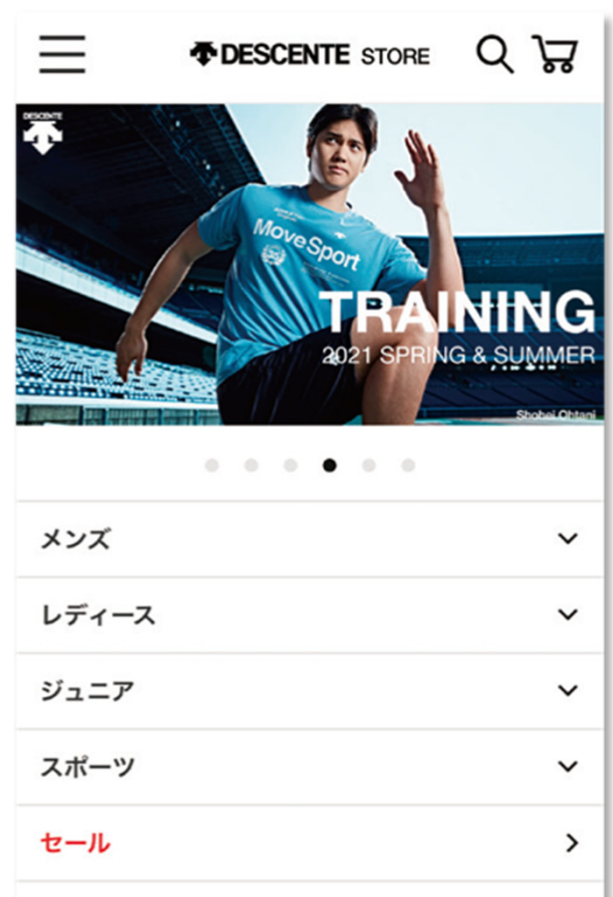 DESCENTE STORE
DESCENTE
Move Sport
TRAINING
2021 SPRING & SUMMER
Shohei Ohtani
メンズ
レディース
ジュニア
スポーツ
セール